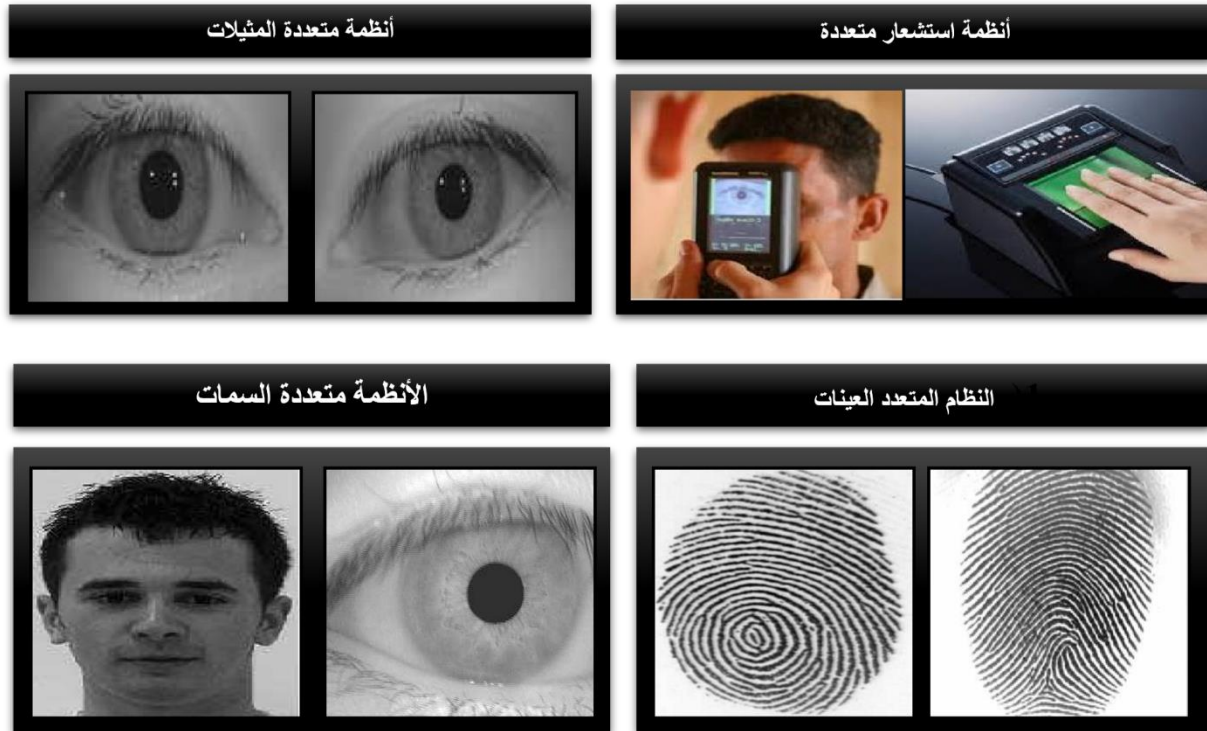 أنظمة استشعار متعددة
أنظمة متعددة المثيلات
النظام المتعدد العينات
الأنظمة متعددة السمات